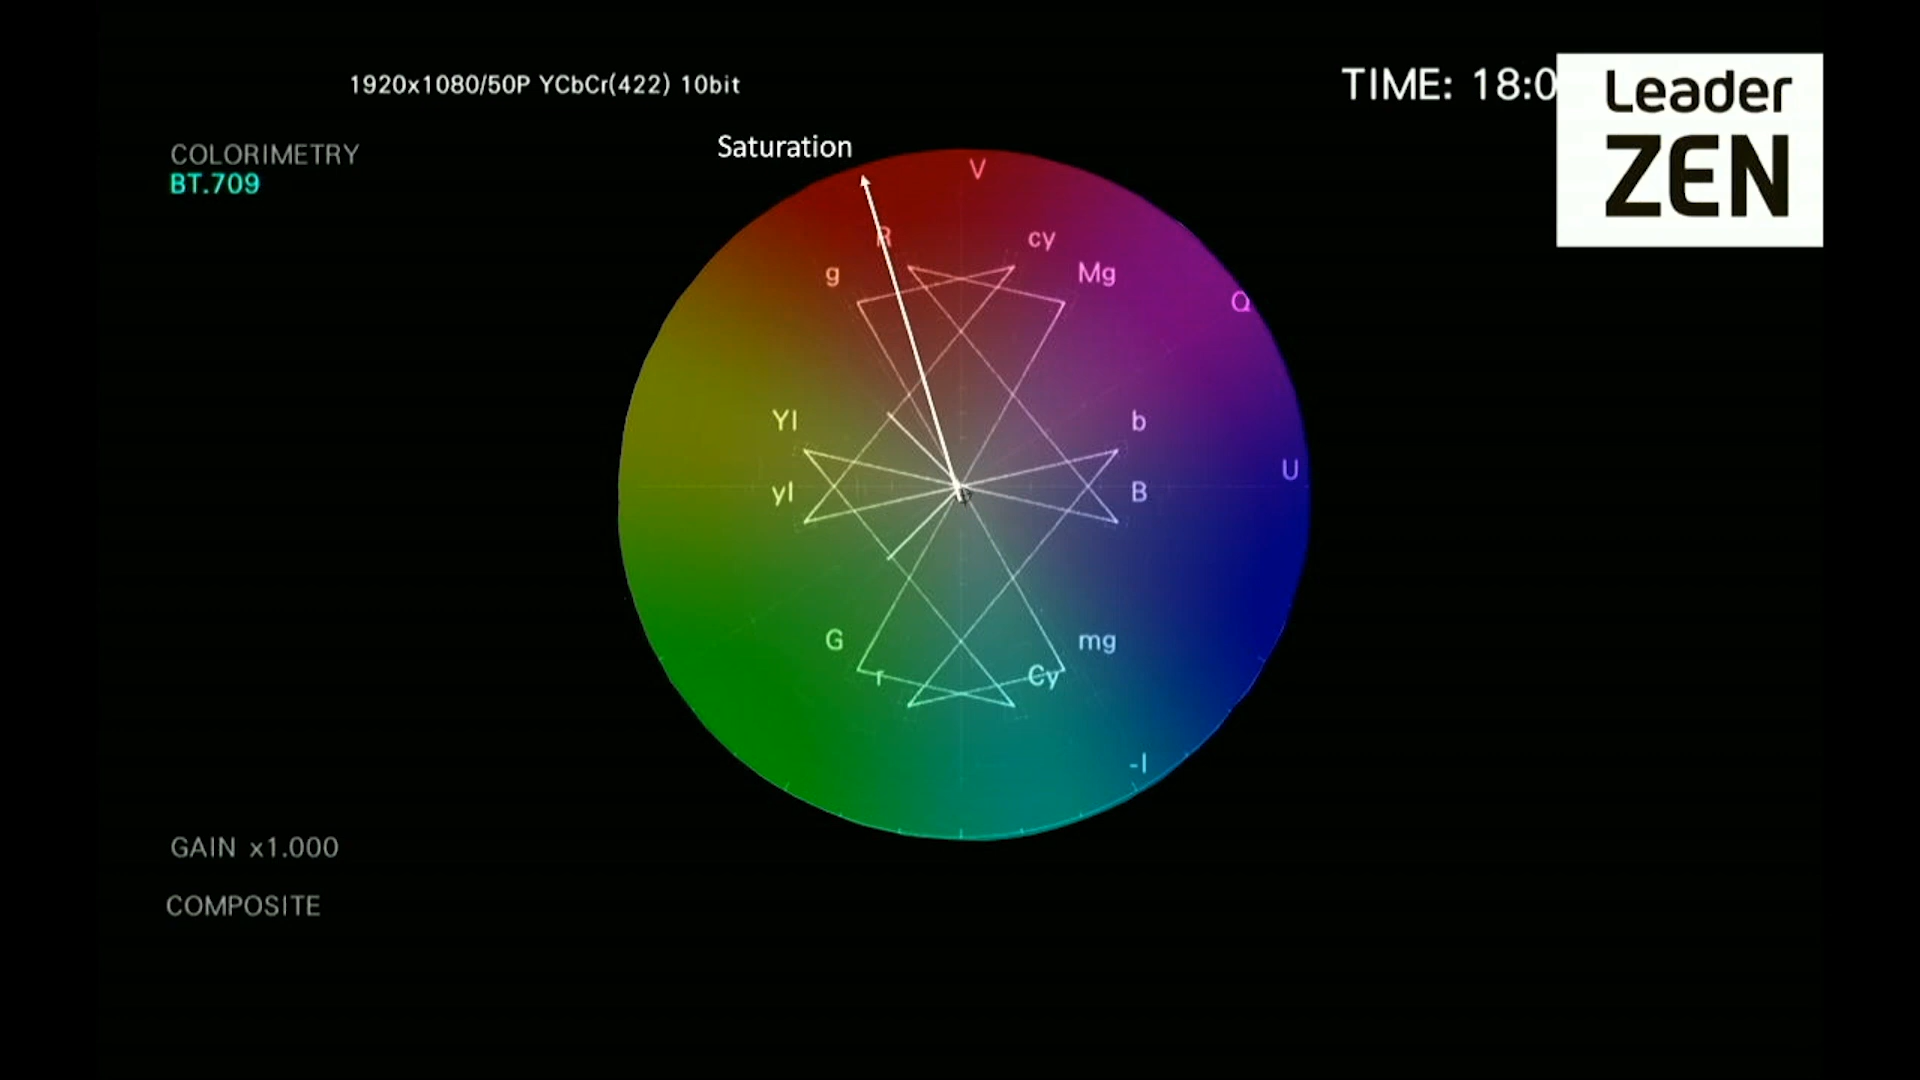 1920x1080/50P YCbCr(422) 10bit
TIME: 18:0
Leader
ZEN
COLORIMETRY
BT.709
Saturation
V
R
cy
g
Mg
Q
Yl
b
U
yl
B
G
mg
r
Cy
-I
GAIN x1.000
COMPOSITE